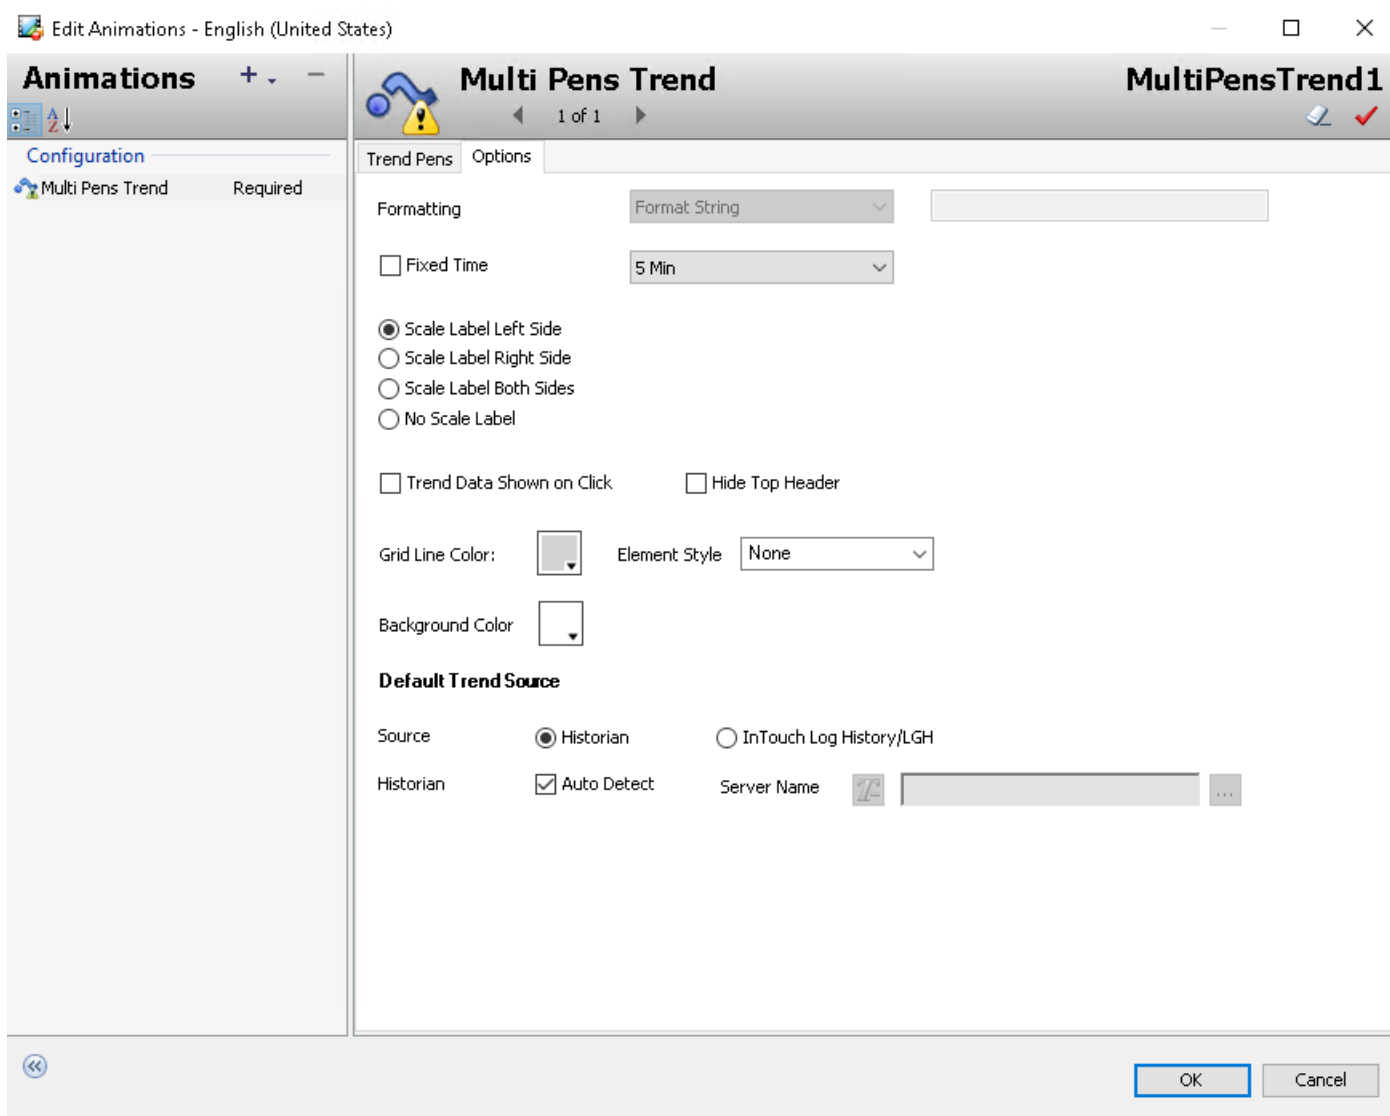 Edit Animations - English (United States)
Animations
Multi Pens Trend
MultiPensTrend1
1 of 1
A
Z
Configuration
Multi Pens Trend Required
Trend Pens Options
Formatting Format String
Fixed Time 5 Min
Scale Label Left Side
Scale Label Right Side
Scale Label Both Sides
No Scale Label
Trend Data Shown on Click Hide Top Header
Grid Line Color: Element Style None
Background Color
Default Trend Source
Source Historian InTouch Log History/LGH
Historian Auto Detect Server Name ...
OK Cancel